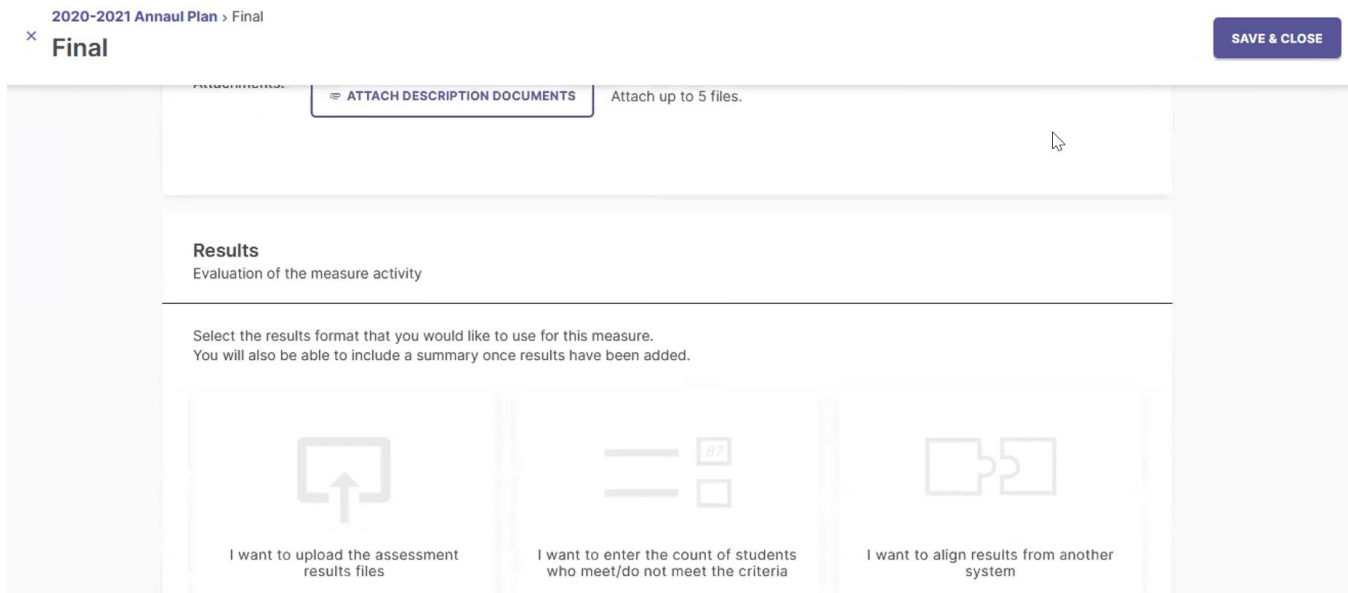 2020-2021 Annaul Plan › Final
× Final
SAVE & CLOSE
Attachments:
ATTACH DESCRIPTION DOCUMENTS
Attach up to 5 files.
Results
Evaluation of the measure activity
Select the results format that you would like to use for this measure.
You will also be able to include a summary once results have been added.
87
I want to upload the assessment
results files
I want to enter the count of students
who meet/do not meet the criteria
I want to align results from another
system